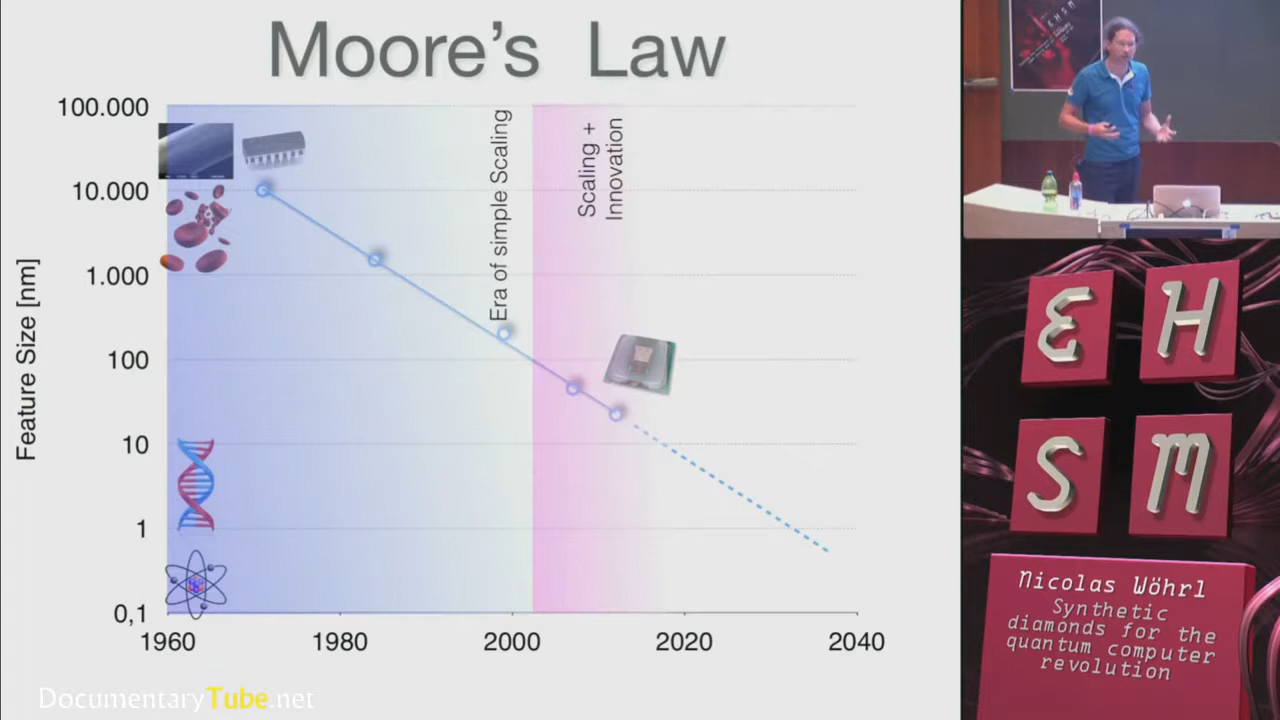 Moore's Law
100.000
10.000
1.000
100
10
1
0,1
Feature Size [nm]
1960
1980
2000
2020
2040
Era of simple Scaling
Scaling +
Innovation
DocumentaryTube.net
EHSM
E H
S M
Nicolas Wöhrl
Synthetic
diamonds for the
quantum computer
revolution